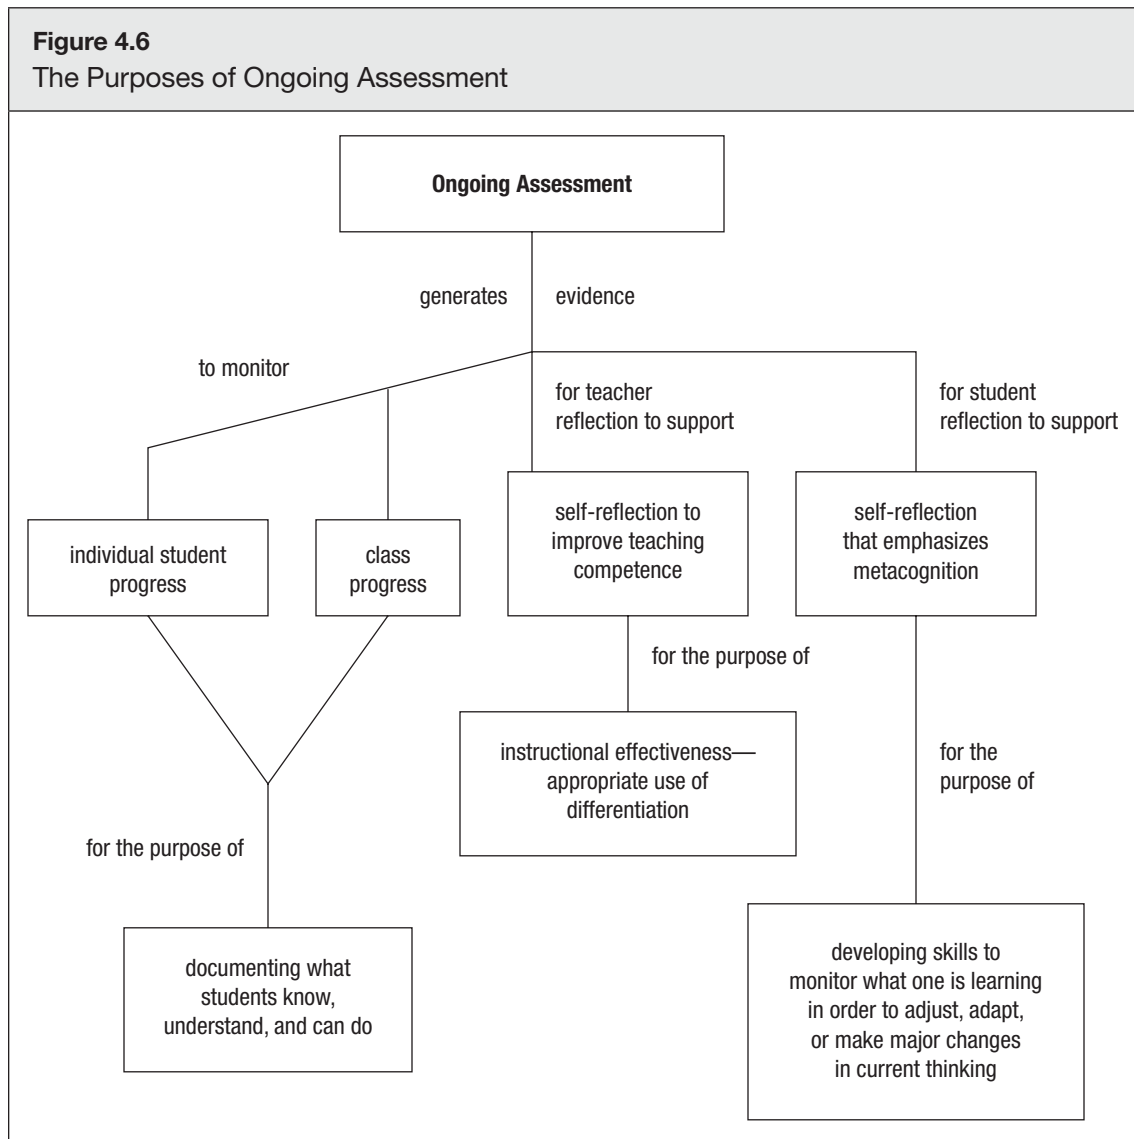 Figure 4.6
The Purposes of Ongoing Assessment
Ongoing Assessment
generates evidence
to monitor
for teacher
reflection to support
for student
reflection to support
individual student
progress
class
progress
self-reflection to
improve teaching
competence
self-reflection
that emphasizes
metacognition
for the purpose of
instructional effectiveness—
appropriate use of
differentiation
for the
purpose of
for the purpose of
documenting what
students know,
understand, and can do
developing skills to
monitor what one is learning
in order to adjust, adapt,
or make major changes
in current thinking